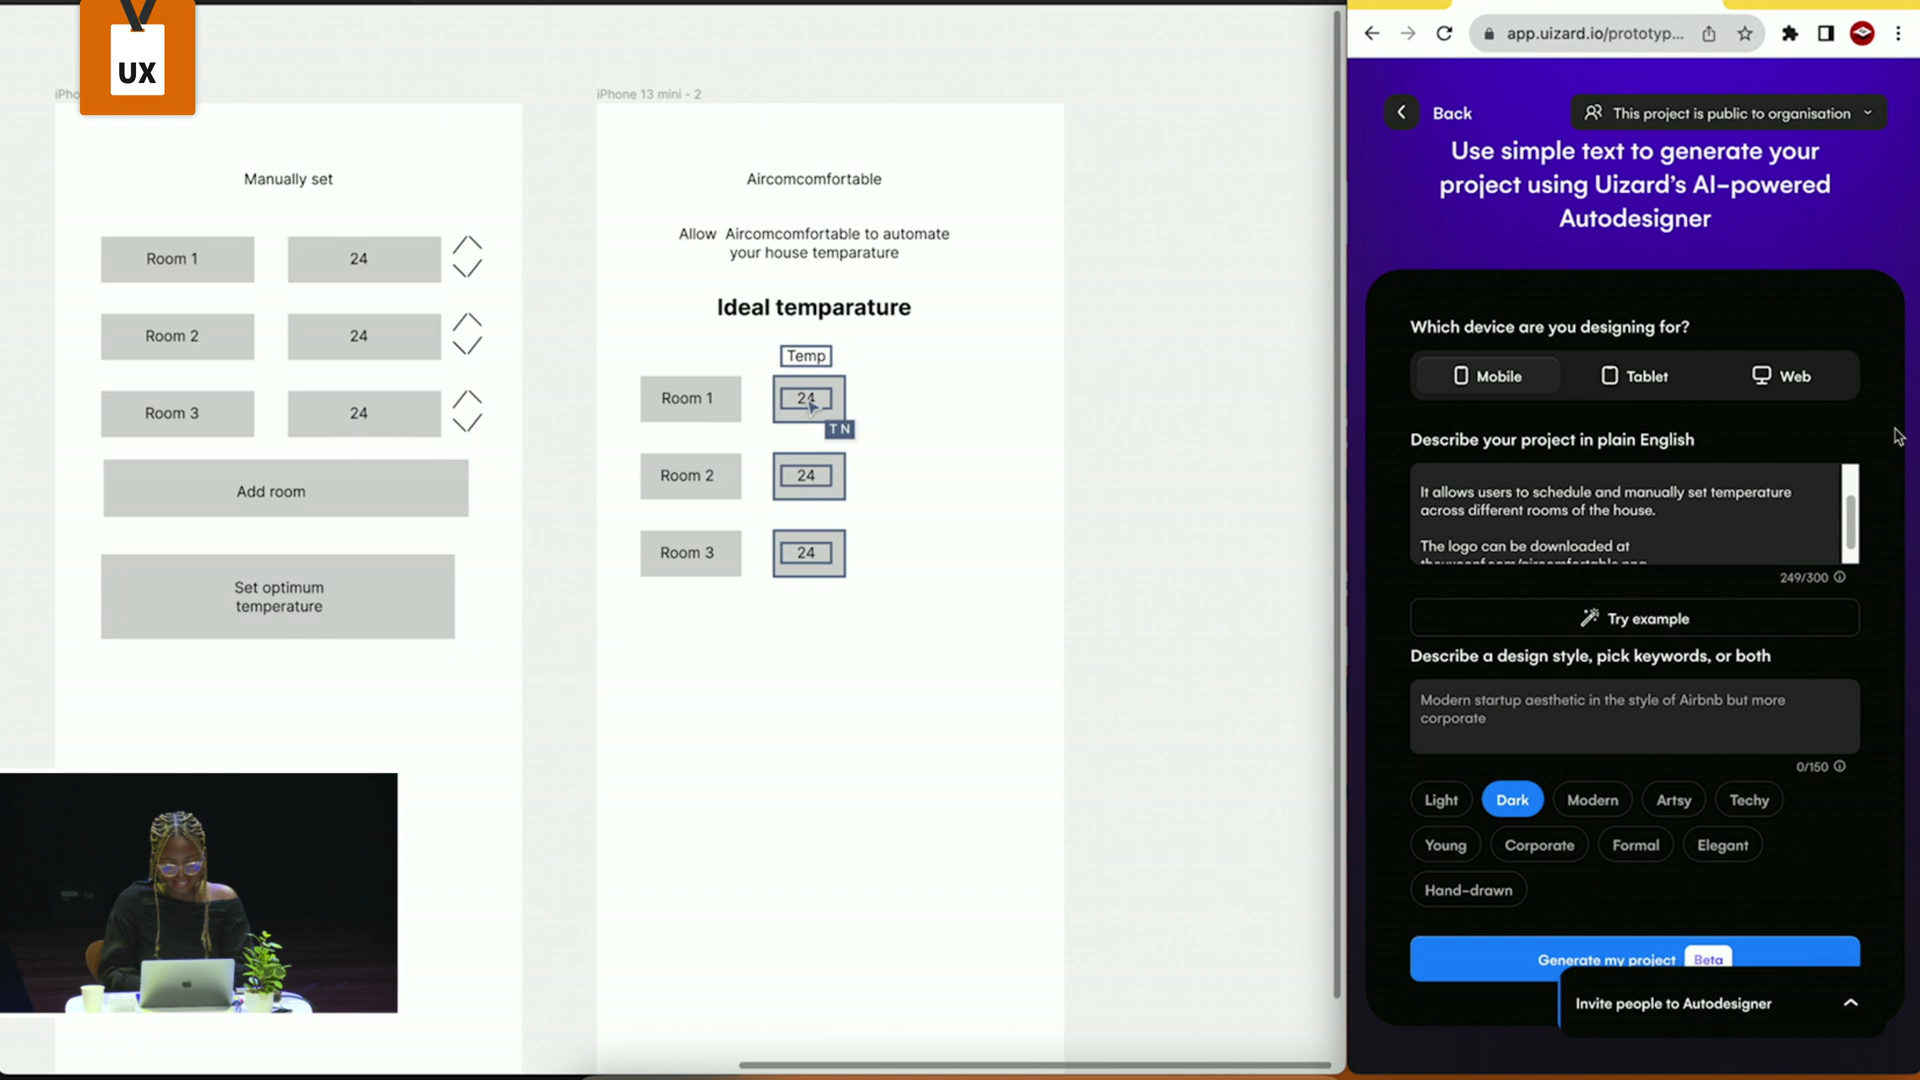 UX
iPho
Manually set
Room 1
24
Room 2
24
Room 3
24
Add room
Set optimum
temperature
iPhone 13 mini - 2
Aircomcomfortable
Allow Aircomcomfortable to automate
your house temparature
Ideal temparature
Temp
Room 1
24
T N
Room 2
24
Room 3
24
app.uizard.io/prototyp...
Back
This project is public to organisation
Use simple text to generate your
project using Uizard's AI-powered
Autodesigner
Which device are you designing for?
Mobile
Tablet
Web
Describe your project in plain English
It allows users to schedule and manually set temperature
across different rooms of the house.
The logo can be downloaded at
249/300
Try example
Describe a design style, pick keywords, or both
Modern startup aesthetic in the style of Airbnb but more
corporate
0/150
Light
Dark
Modern
Artsy
Techy
Young
Corporate
Formal
Elegant
Hand-drawn
Generate my project
Beta
Invite people to Autodesigner